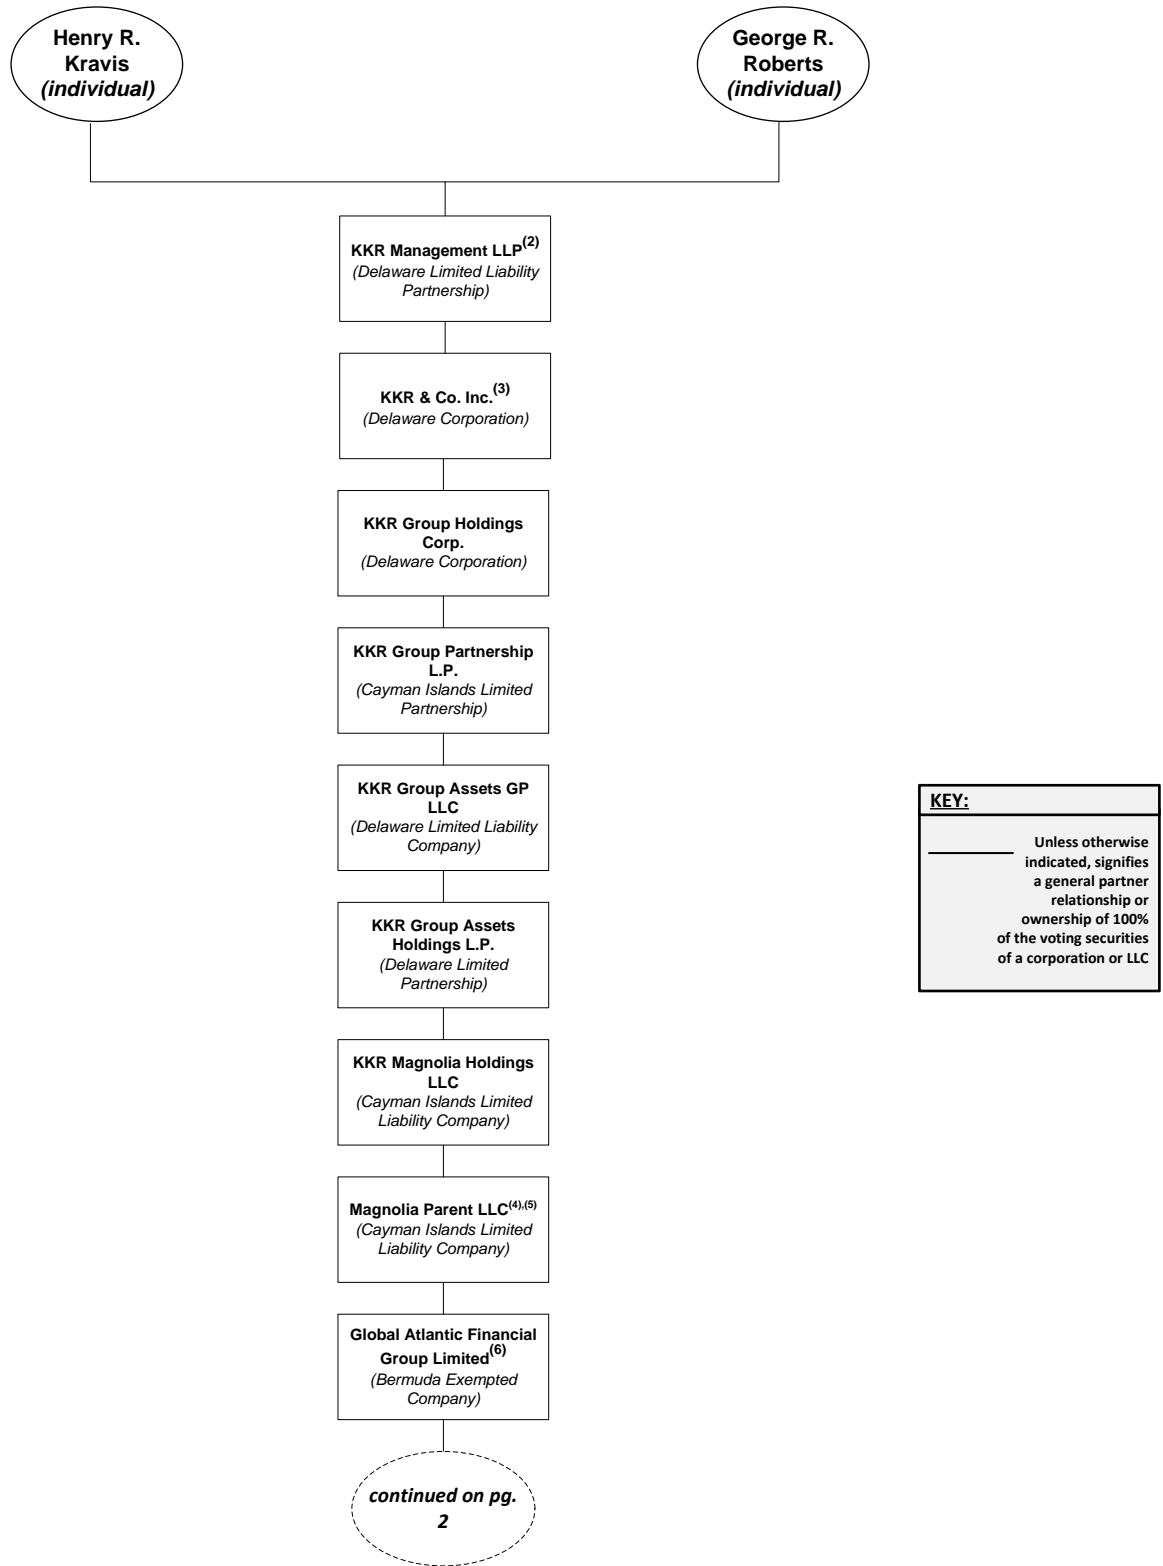 Henry R.
Kravis
(individual)
George R.
Roberts
(individual)
KKR Management LLP(2)
(Delaware Limited Liability
Partnership)
KKR & Co. Inc.(3)
(Delaware Corporation)
KKR Group Holdings
Corp.
(Delaware Corporation)
KKR Group Partnership
L.P.
(Cayman Islands Limited
Partnership)
KKR Group Assets GP
LLC
(Delaware Limited Liability
Company)
KKR Group Assets
Holdings L.P.
(Delaware Limited
Partnership)
KKR Magnolia Holdings
LLC
(Cayman Islands Limited
Liability Company)
Magnolia Parent LLC(4),(5)
(Cayman Islands Limited
Liability Company)
Global Atlantic Financial
Group Limited(6)
(Bermuda Exempted
Company)
continued on pg.
2
KEY:
Unless otherwise
indicated, signifies
a general partner
relationship or
ownership of 100%
of the voting securities
of a corporation or LLC